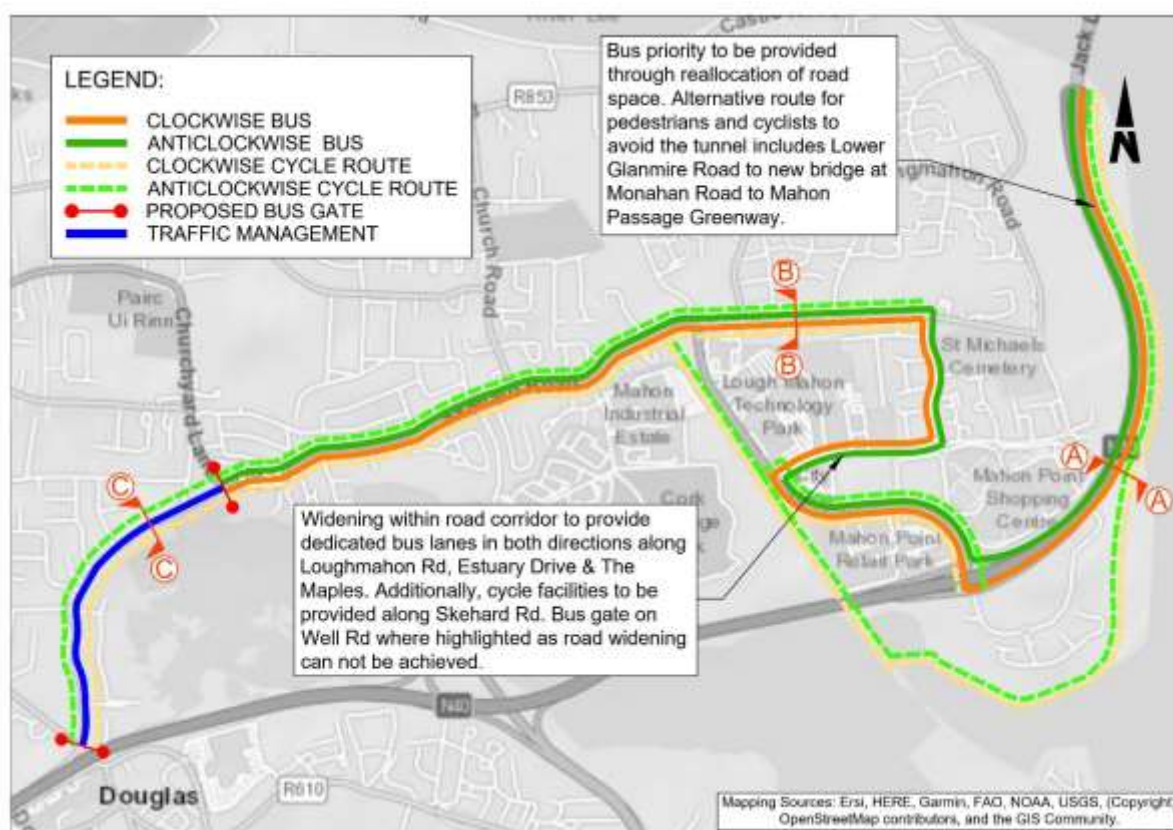 LEGEND:
CLOCKWISE BUS
ANTICLOCKWISE BUS
CLOCKWISE CYCLE ROUTE
ANTICLOCKWISE CYCLE ROUTE
PROPOSED BUS GATE
TRAFFIC MANAGEMENT
Bus priority to be provided
through reallocation of road
space. Alternative route for
pedestrians and cyclists to
avoid the tunnel includes Lower
Glanmire Road to new bridge at
Monahan Road to Mahon
Passage Greenway.
N
R853
Church Road
Road
Jack
Pairc
Ui Rinn
Churchyard
B
B
St Michaels
Cemetery
Lough Mahon
Technology
Park
Mahon
Industrial
Estate
A
A
Mahon Point
Shopping
Mahon Point
Retail Park
C
C
Widening within road corridor to provide
dedicated bus lanes in both directions along
Loughmahon Rd, Estuary Drive & The
Maples. Additionally, cycle facilities to be
provided along Skehard Rd. Bus gate on
Well Rd where highlighted as road widening
can not be achieved.
N40
R610
Douglas
Mapping Sources: Ersi, HERE, Garmin, FAO, NOAA, USGS, (Copyright)
OpenStreetMap contributors, and the GIS Community.